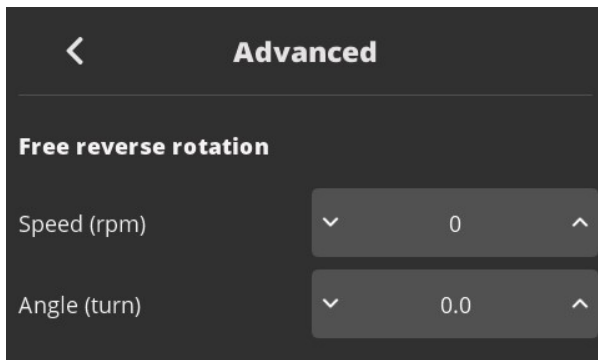 Advanced
Free reverse rotation
Speed (rpm) 0
Angle (turn) 0.0